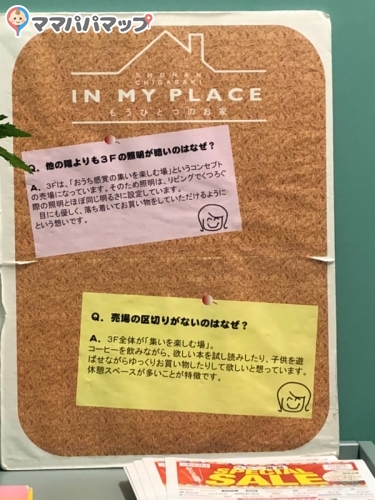 ママパパマップ
SHONAN
CHIGASAKI
IN MY PLACE
もうひとつのお家
Q. 他の階よりも3Fの照明が暗いのはなぜ?
A. 3Fは、「おうち感覚の集いを楽しむ場」というコンセプト
の売場になっています。そのため照明は、リビングでくつろぐ
際の照明とほぼ同じ明るさに設定しています。
目にも優しく、落ち着いてお買い物をしていただけるように
という想いです。
Q. 売場の区切りがないのはなぜ?
A. 3F全体が「集いを楽しむ場」。
コーヒーを飲みながら、欲しい本を試し読みしたり、子供を遊
ばせながらゆっくりお買い物したりして欲しいと想っています。
休憩スペースが多いことが特徴です。
SPECIAL
SALE